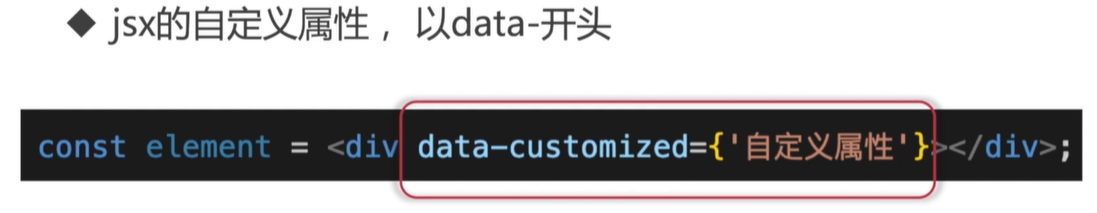 ◆ jsx的自定义属性，以data-开头
const element = <div data-customized={'自定义属性'}></div>;